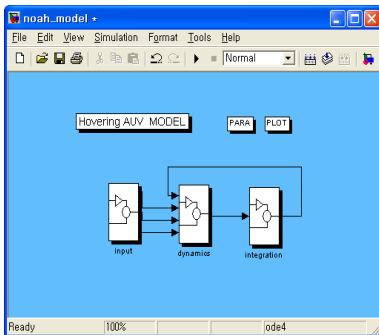 noah_model *
File Edit View Simulation Format Tools Help
Normal
Hovering AUV MODEL
PARA PLOT
input
dynamics
integration
Ready 100% ode4